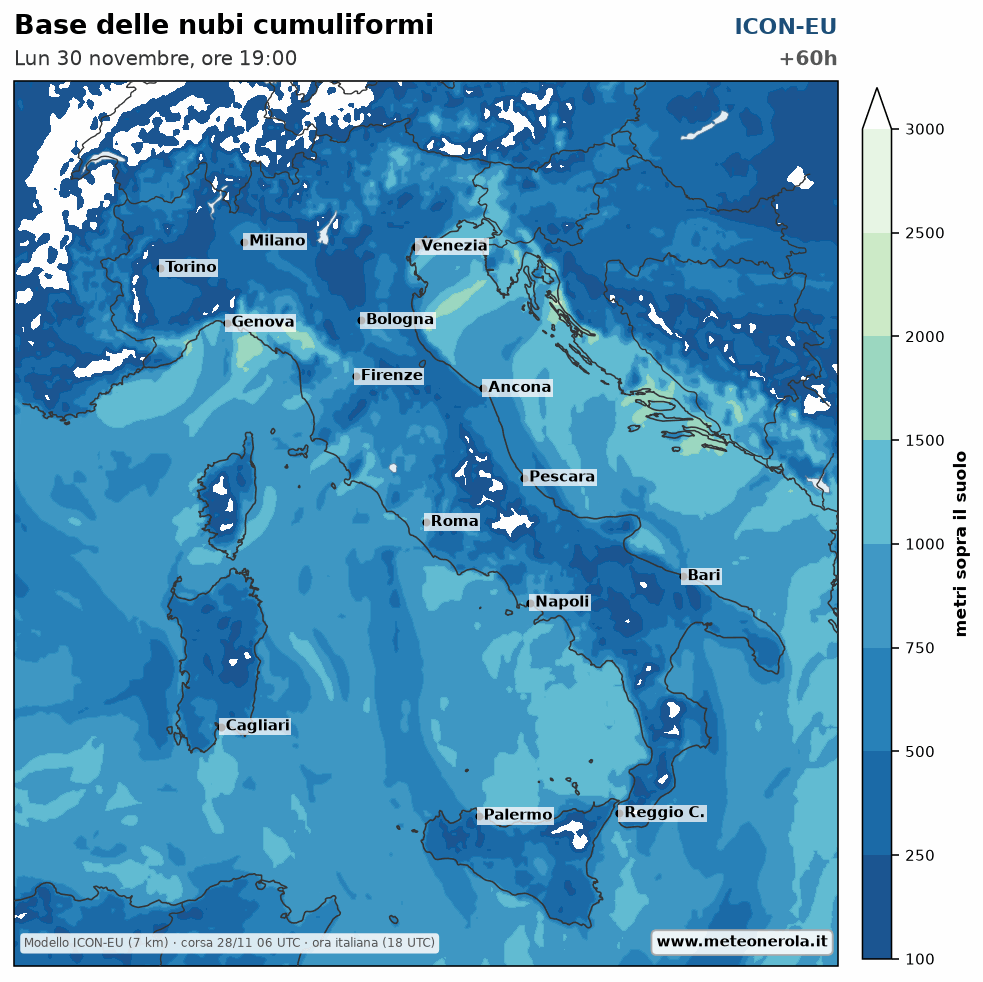 Base delle nubi cumuliformi
ICON-EU
Lun 30 novembre, ore 19:00
+60h
3000
2500
2000
1500
1000
750
500
250
100
metri sopra il suolo
Milano
Venezia
Torino
Genova
Bologna
Firenze
Ancona
Pescara
Roma
Bari
Napoli
Cagliari
Palermo
Reggio C.
Modello ICON-EU (7 km) · corsa 28/11 06 UTC · ora italiana (18 UTC)
www.meteonerola.it